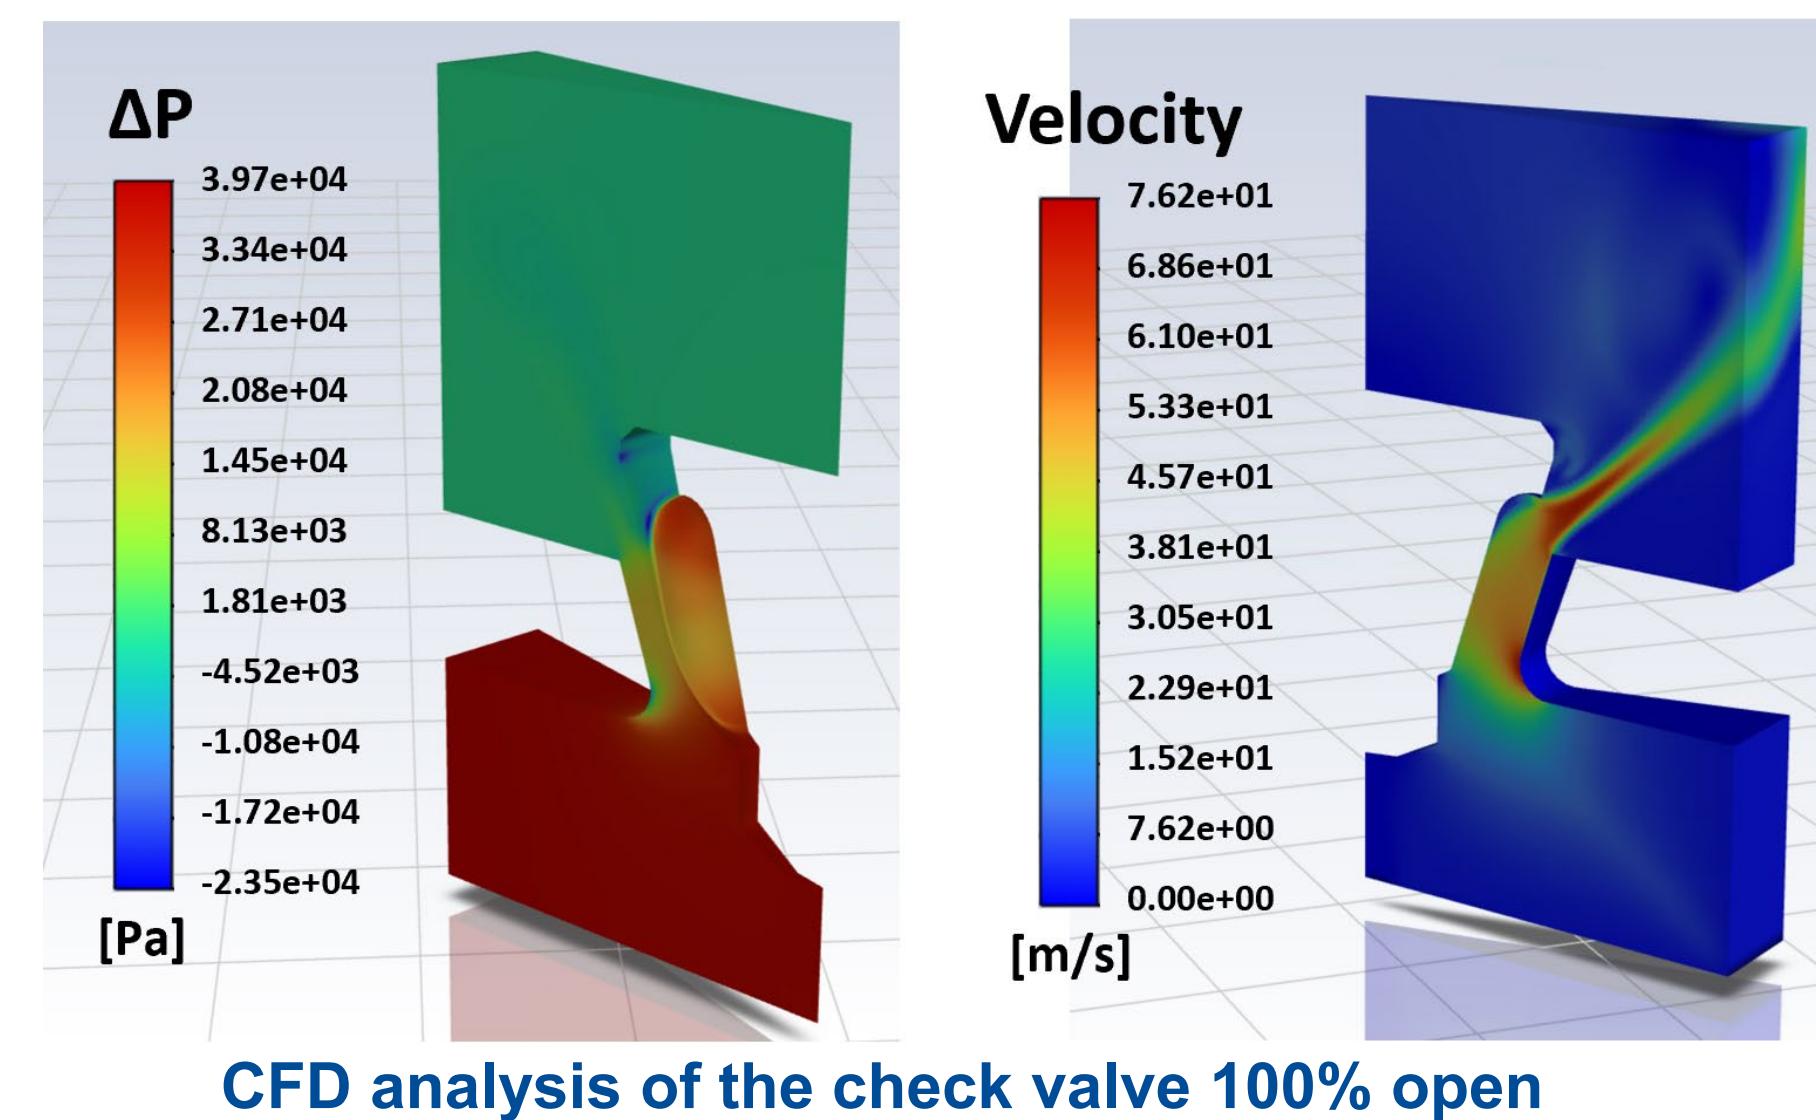 ΔP
3.97e+04
3.34e+04
2.71e+04
2.08e+04
1.45e+04
8.13e+03
1.81e+03
-4.52e+03
-1.08e+04
-1.72e+04
-2.35e+04
[Pa]
Velocity
7.62e+01
6.86e+01
6.10e+01
5.33e+01
4.57e+01
3.81e+01
3.05e+01
2.29e+01
1.52e+01
7.62e+00
0.00e+00
[m/s]
CFD analysis of the check valve 100% open